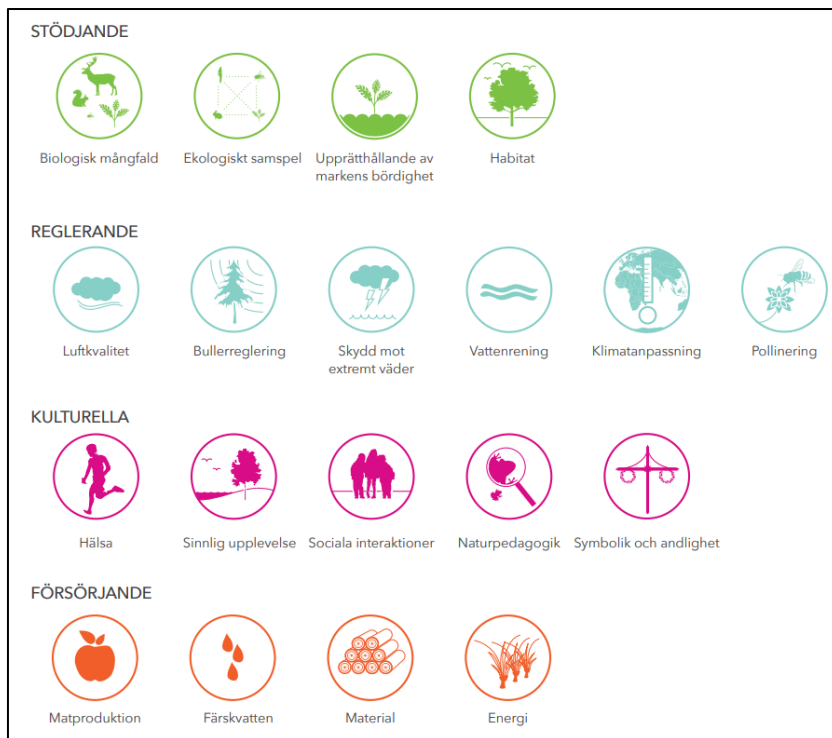 STÖDJANDE
Biologisk mångfald
Ekologiskt samspel
Upprätthållande av
markens bördighet
Habitat
REGLERANDE
Luftkvalitet
Bullerreglering
Skydd mot
extremt väder
Vattenrening
Klimatanpassning
Pollinering
KULTURELLA
Hälsa
Sinnlig upplevelse
Sociala interaktioner
Naturpedagogik
Symbolik och andlighet
FÖRSÖRJANDE
Matproduktion
Färskvatten
Material
Energi